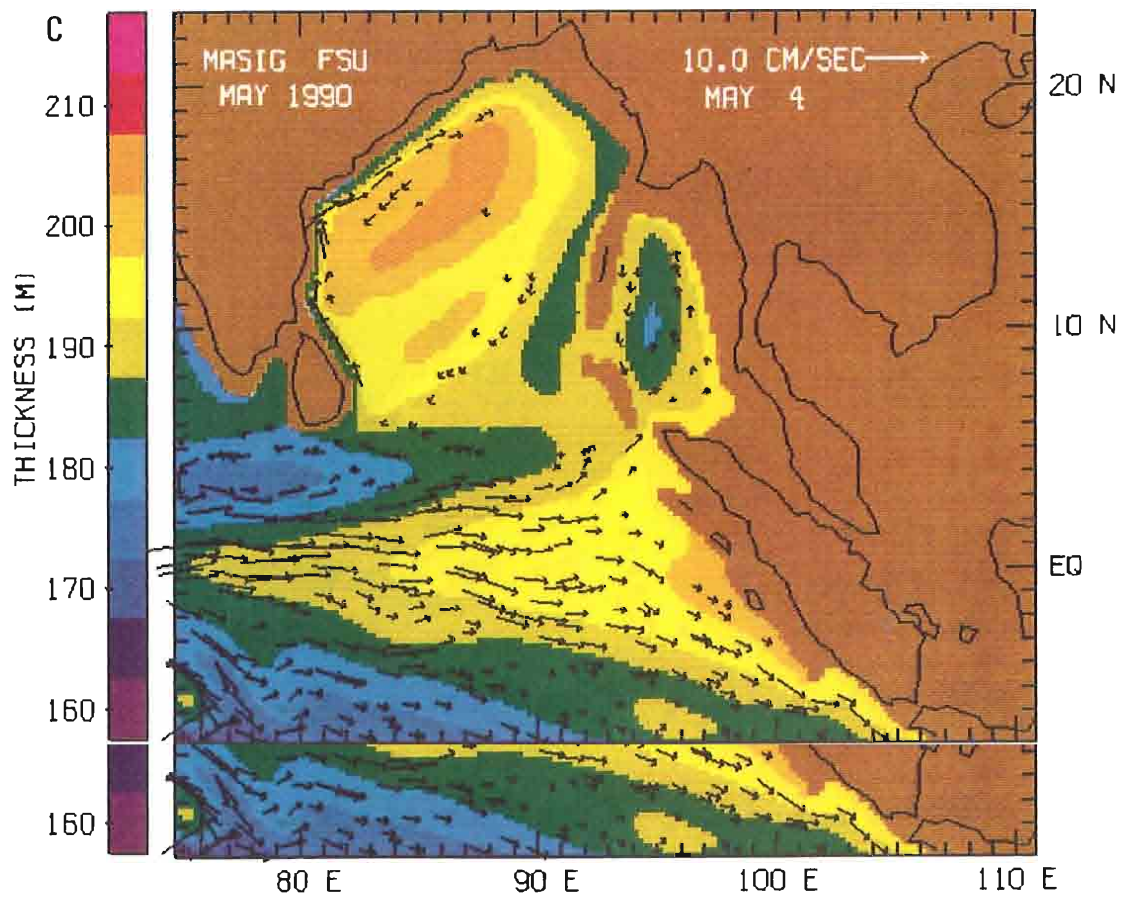 C
MASIG FSU
MAY 1990
10.0 CM/SEC
MAY 4
THICKNESS (M)
210
200
190
180
170
160
160
20 N
10 N
EQ
80 E
90 E
100 E
110 E